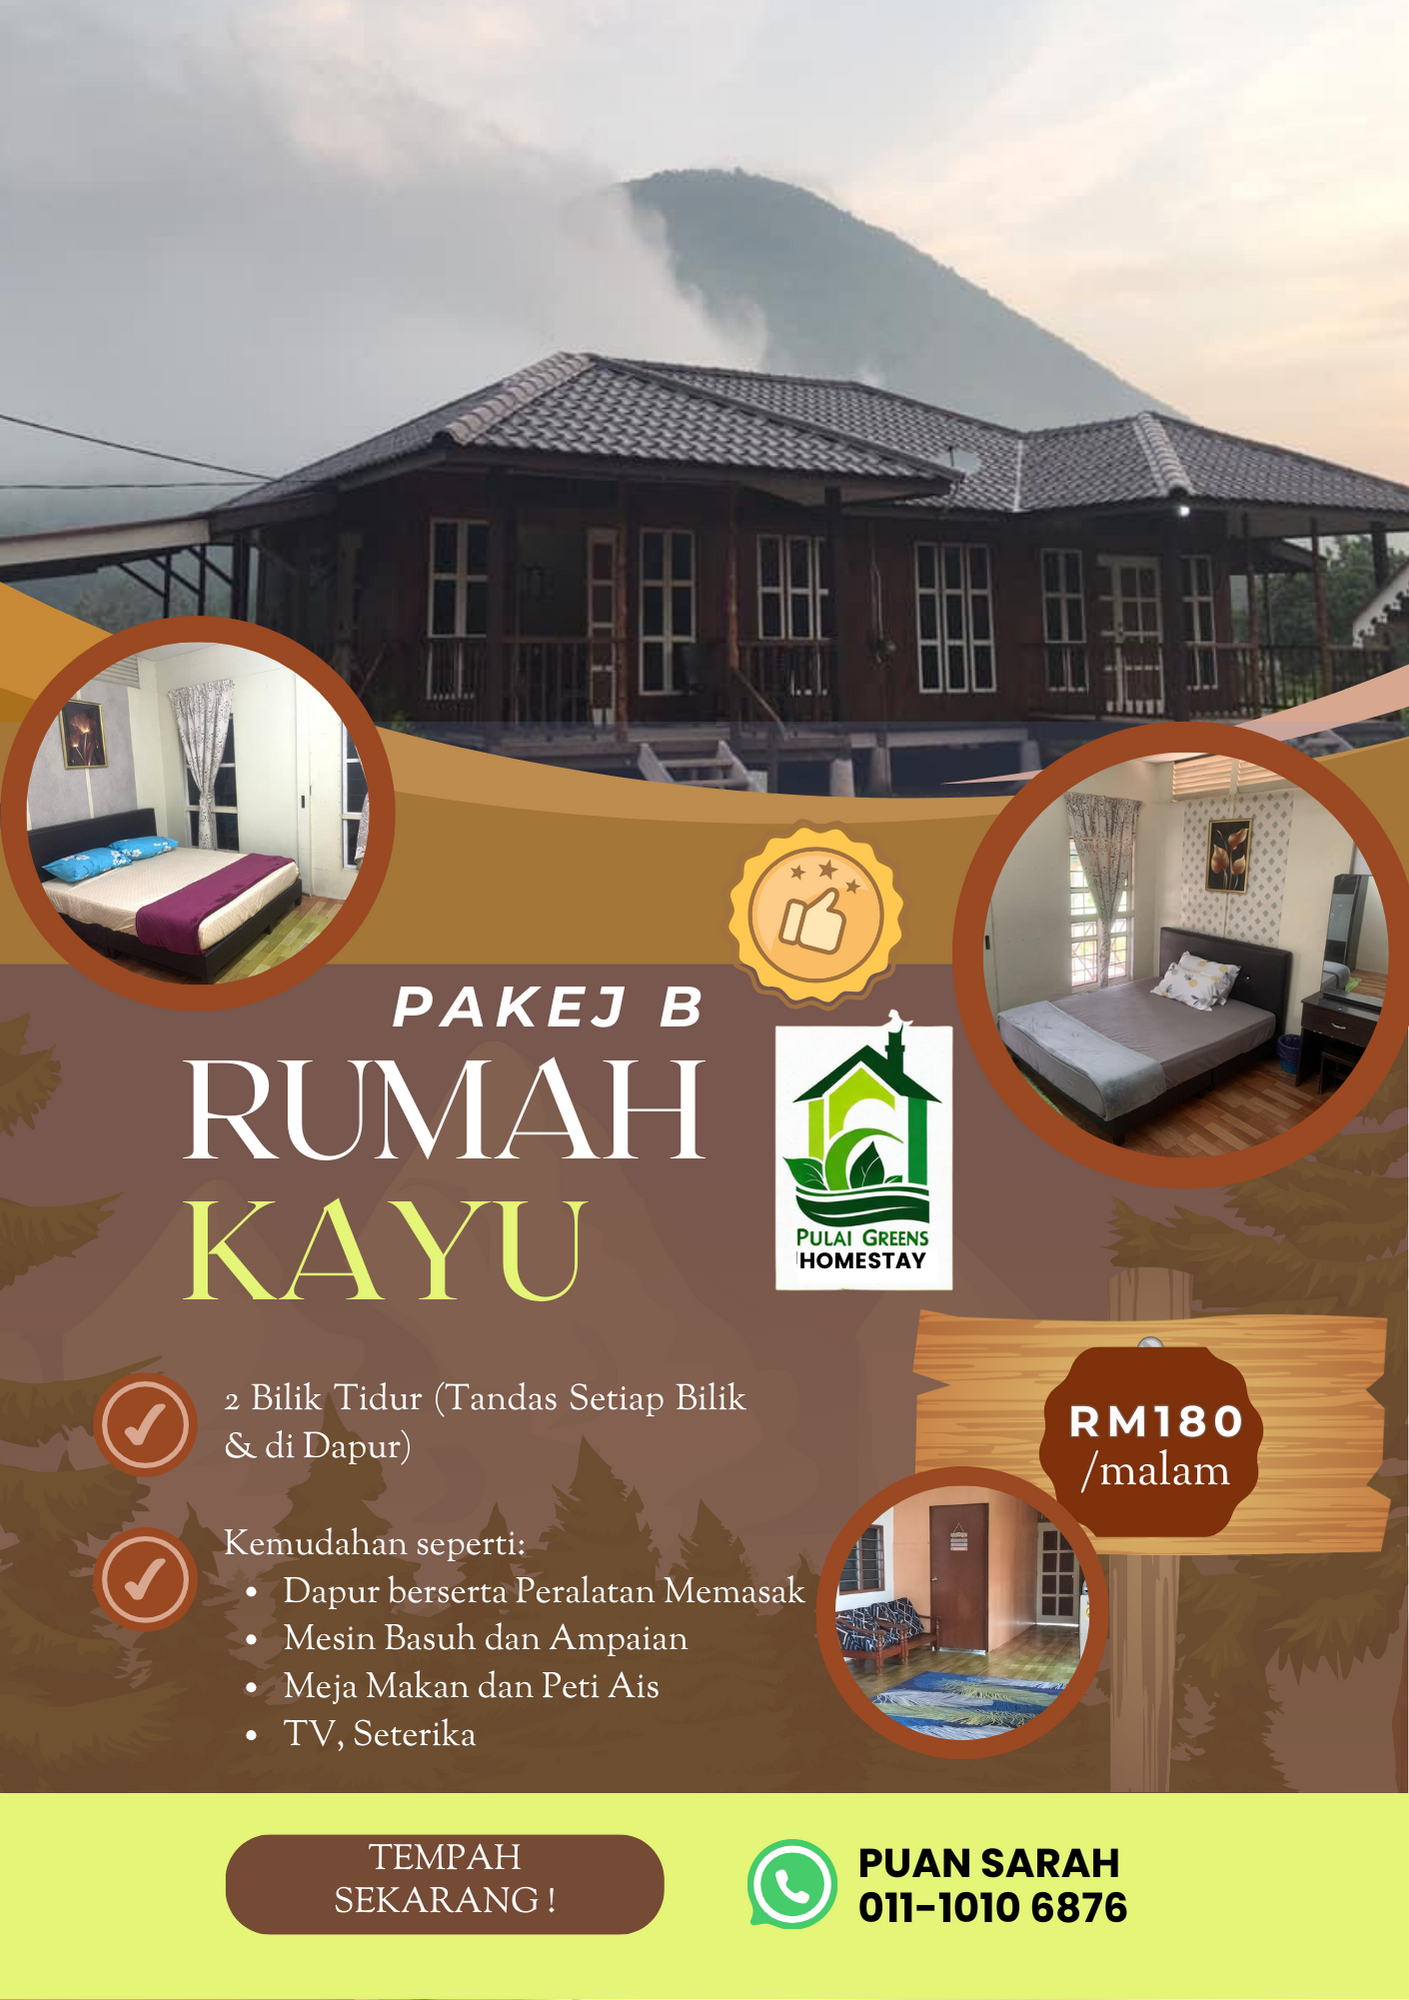 PAKEJ B
RUMAH
KAYU
PULAI GREENS
HOMESTAY
2 Bilik Tidur (Tandas Setiap Bilik
& di Dapur)
Kemudahan seperti:
• Dapur berserta Peralatan Memasak
• Mesin Basuh dan Ampaian
• Meja Makan dan Peti Ais
• TV, Seterika
RM180
/malam
TEMPAH
SEKARANG !
PUAN SARAH
011-1010 6876